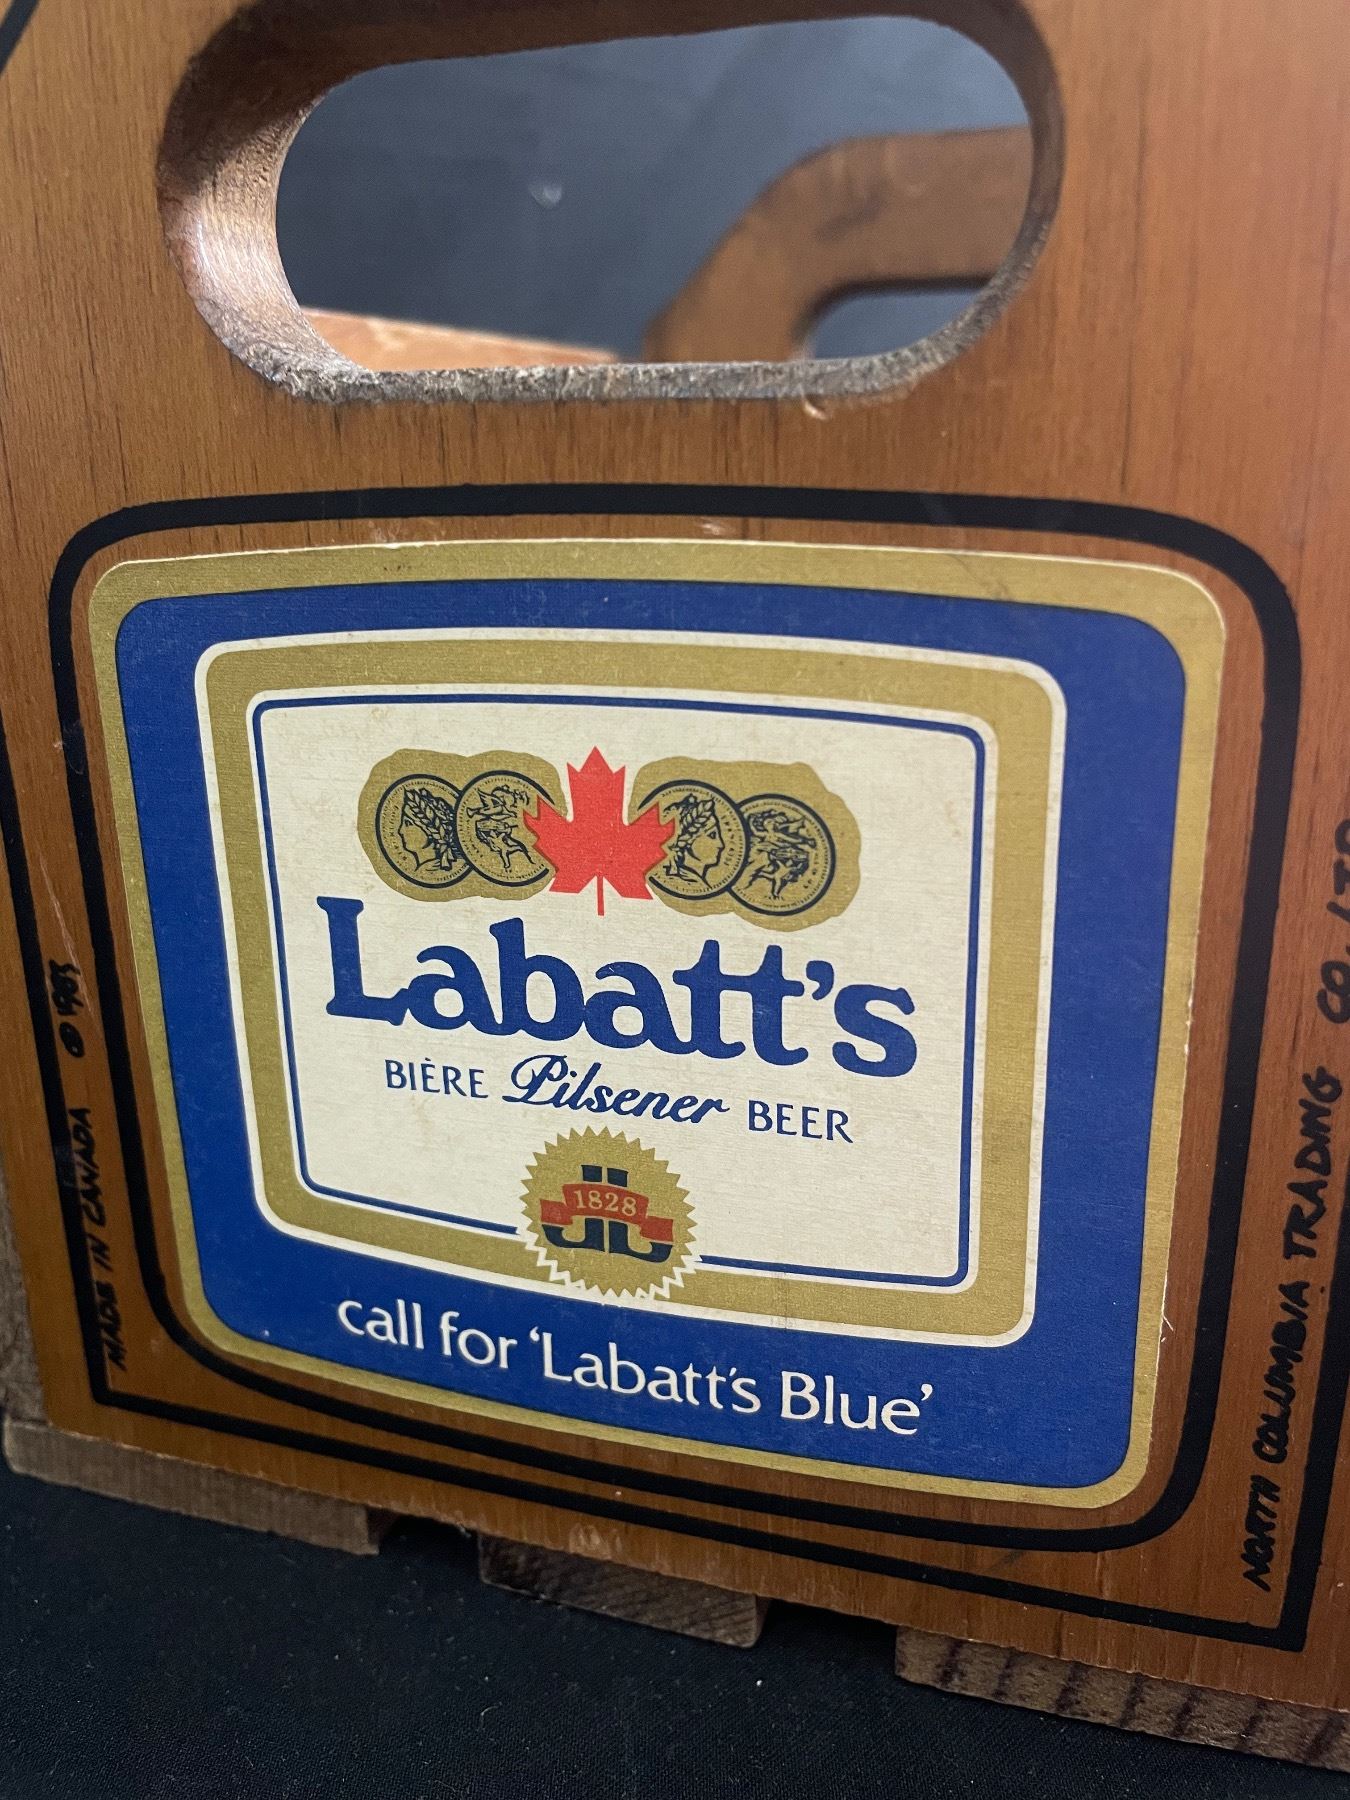 Labatt's
BIÈRE Pilsener BEER
1828
call for 'Labatt's Blue'
MADE IN CANADA © 1983
NORTH COLUMBIA TRADING CO. LTD